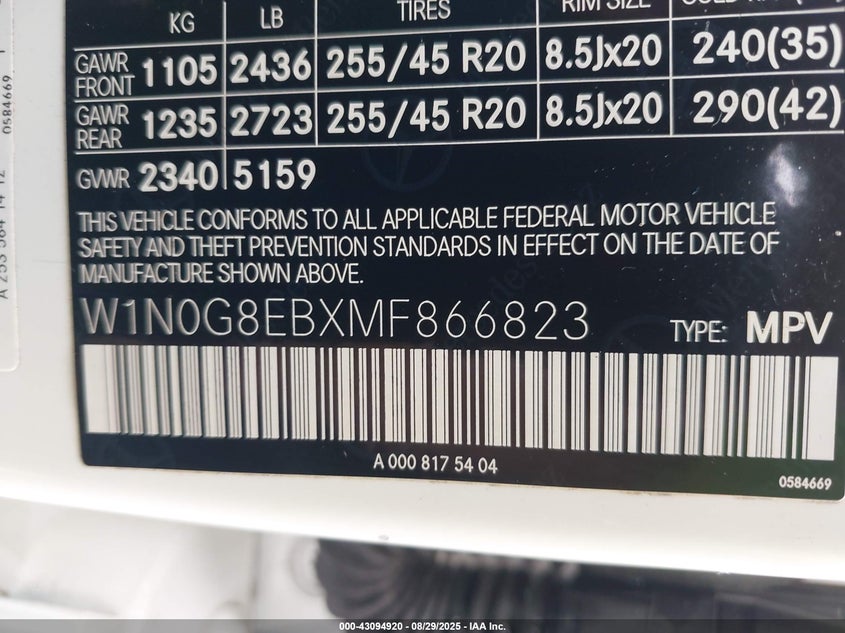 KG LB TIRES RIM SIZE
GAWR FRONT 1105 2436 255/45 R20 8.5Jx20 240(35)
GAWR REAR 1235 2723 255/45 R20 8.5Jx20 290(42)
GVWR 2340 5159
THIS VEHICLE CONFORMS TO ALL APPLICABLE FEDERAL MOTOR VEHICLE
SAFETY AND THEFT PREVENTION STANDARDS IN EFFECT ON THE DATE OF
MANUFACTURE SHOWN ABOVE.
W1N0G8EBXMF866823 TYPE: MPV
A 000 817 54 04
0584669
0584669
000-43094920 | 08/29/2025 | IAA Inc.